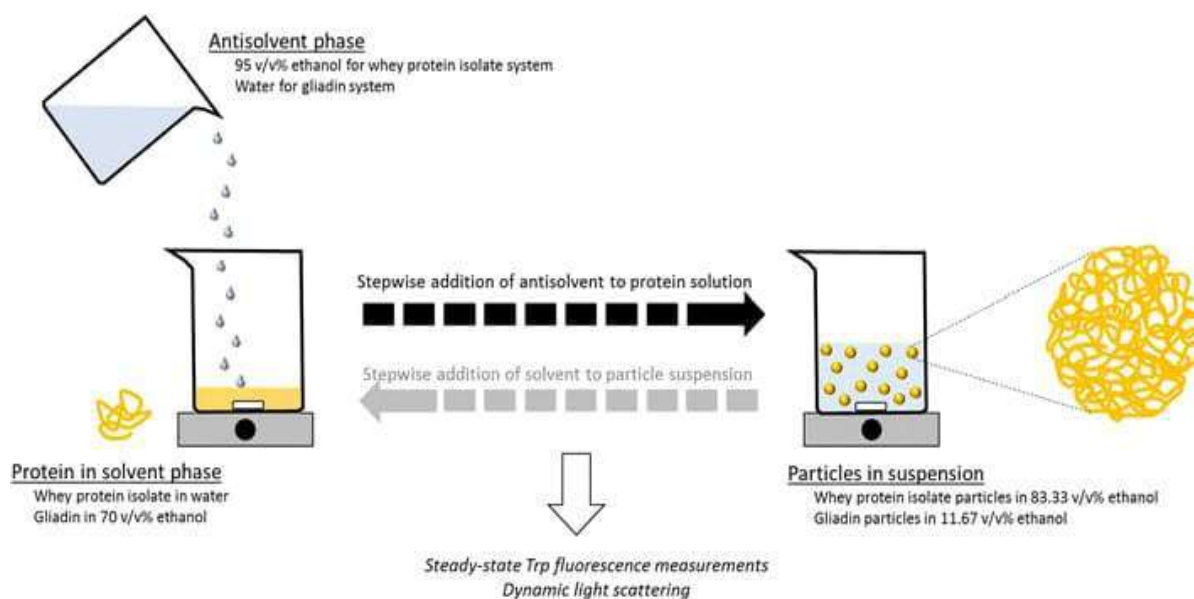 Antisolvent phase
95 v/v% ethanol for whey protein isolate system
Water for gliadin system
Stepwise addition of antisolvent to protein solution
Stepwise addition of solvent to particle suspension
Protein in solvent phase
Whey protein isolate in water
Gliadin in 70 v/v% ethanol
Particles in suspension
Whey protein isolate particles in 83.33 v/v% ethanol
Gliadin particles in 11.67 v/v% ethanol
Steady-state Trp fluorescence measurements
Dynamic light scattering